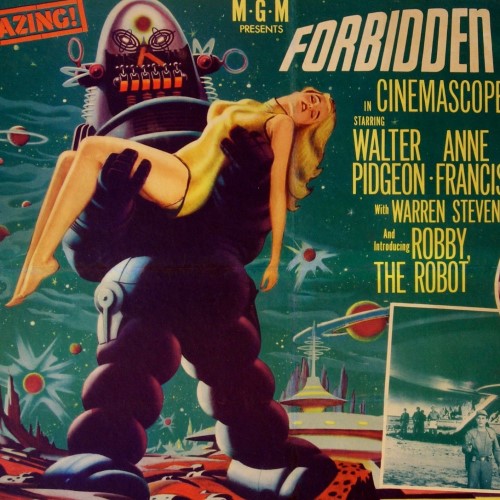 AZING!
M·G·M
PRESENTS
FORBIDDEN
IN CINEMASCOPE
STARRING
WALTER ANNE
PIDGEON · FRANCIS
With WARREN STEVEN
And
Introducing ROBBY,
THE ROBOT